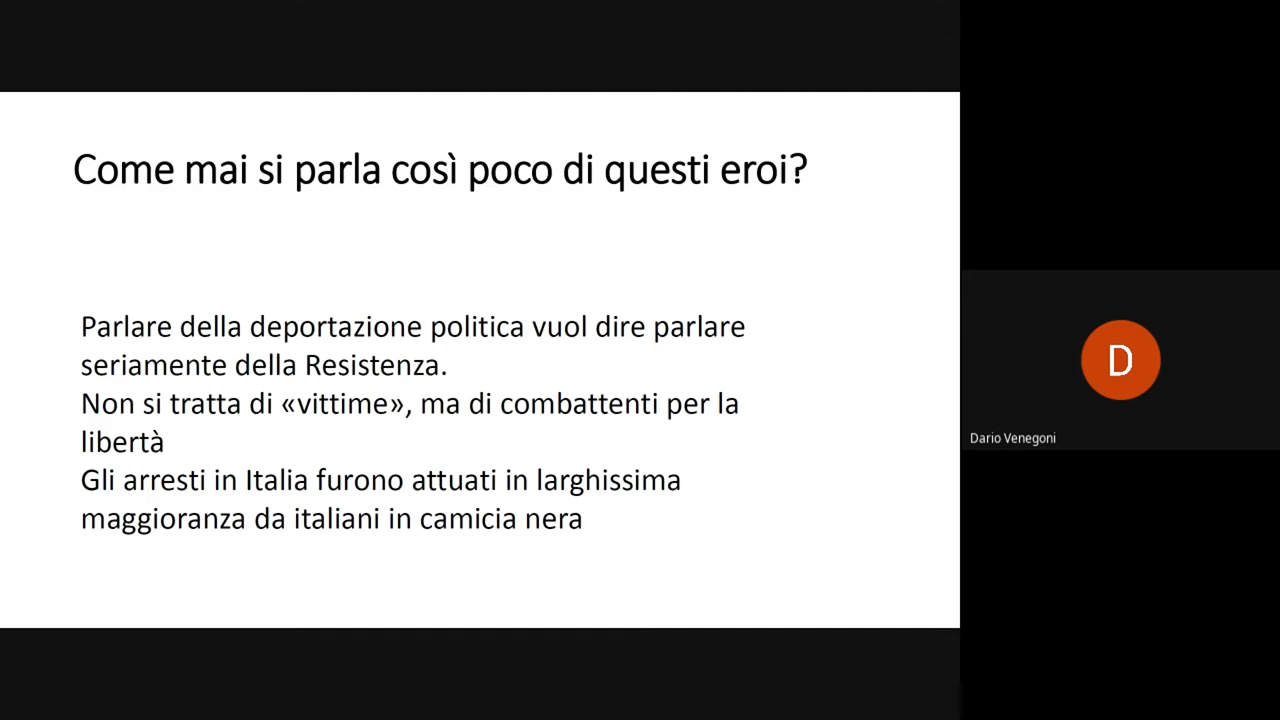 Come mai si parla così poco di questi eroi?
Parlare della deportazione politica vuol dire parlare
seriamente della Resistenza.
Non si tratta di «vittime», ma di combattenti per la
libertà
Gli arresti in Italia furono attuati in larghissima
maggioranza da italiani in camicia nera
D
Dario Venegoni